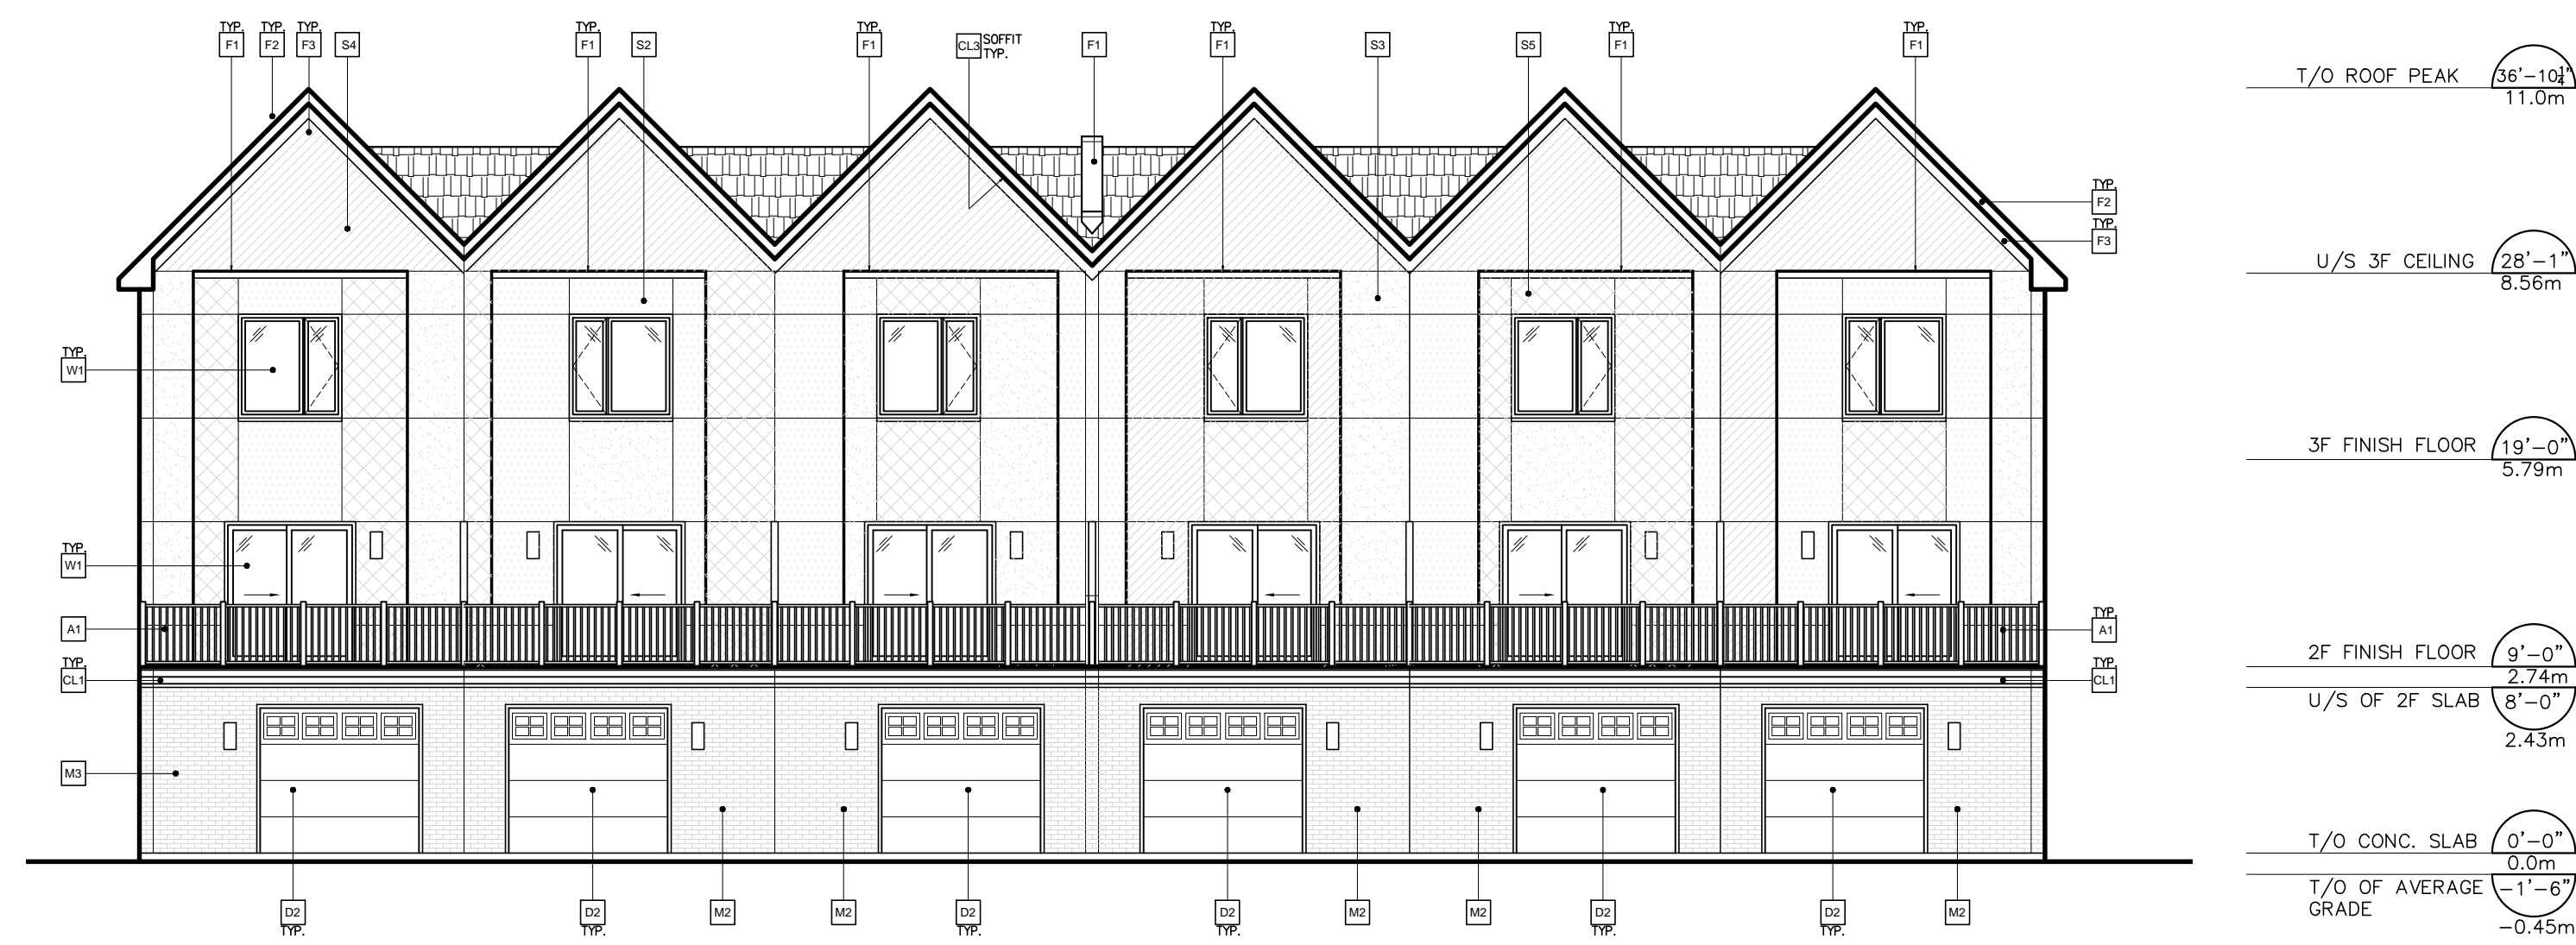 TYP. TYP. TYP. TYP. TYP. TYP. TYP. TYP.
F1 F2 F3 S4 F1 S2 F1 CL3 SOFFIT F1 F1 S3 S5 F1 F1
TYP.
T/O ROOF PEAK 36'-10¼"
11.0m
TYP.
F2
TYP.
F3
U/S 3F CEILING 28'-1"
8.56m
TYP.
W1
3F FINISH FLOOR 19'-0"
5.79m
TYP.
W1
A1
TYP.
A1
2F FINISH FLOOR 9'-0"
2.74m
TYP.
CL1
TYP.
CL1
U/S OF 2F SLAB 8'-0"
2.43m
M3
T/O CONC. SLAB 0'-0"
0.0m
T/O OF AVERAGE -1'-6"
GRADE
-0.45m
D2 D2 M2 M2 D2 D2 M2 M2 D2 D2 M2
TYP. TYP. TYP. TYP. TYP. TYP.